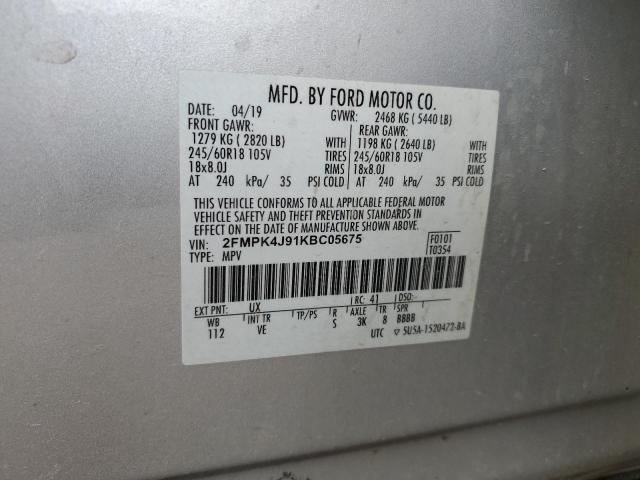 MFD. BY FORD MOTOR CO.
DATE: 04/19 GVWR: 2468 KG ( 5440 LB)
FRONT GAWR: REAR GAWR:
1279 KG ( 2820 LB) WITH 1198 KG ( 2640 LB) WITH
245/60R18 105V TIRES 245/60R18 105V TIRES
18x8.0J RIMS 18x8.0J RIMS
AT 240 kPa/ 35 PSI COLD AT 240 kPa/ 35 PSI COLD
THIS VEHICLE CONFORMS TO ALL APPLICABLE FEDERAL MOTOR
VEHICLE SAFETY AND THEFT PREVENTION STANDARDS IN
EFFECT ON THE DATE OF MANUFACTURE SHOWN ABOVE.
VIN: 2FMPK4J91KBC05675 F0101
TYPE: MPV T0354
EXT PNT: UX RC: 41 DSO:
WB INT TR TP/PS R AXLE TR SPR
112 VE S 3K 8 BBBB
UTC ▽ 5U5A-1520472-BA